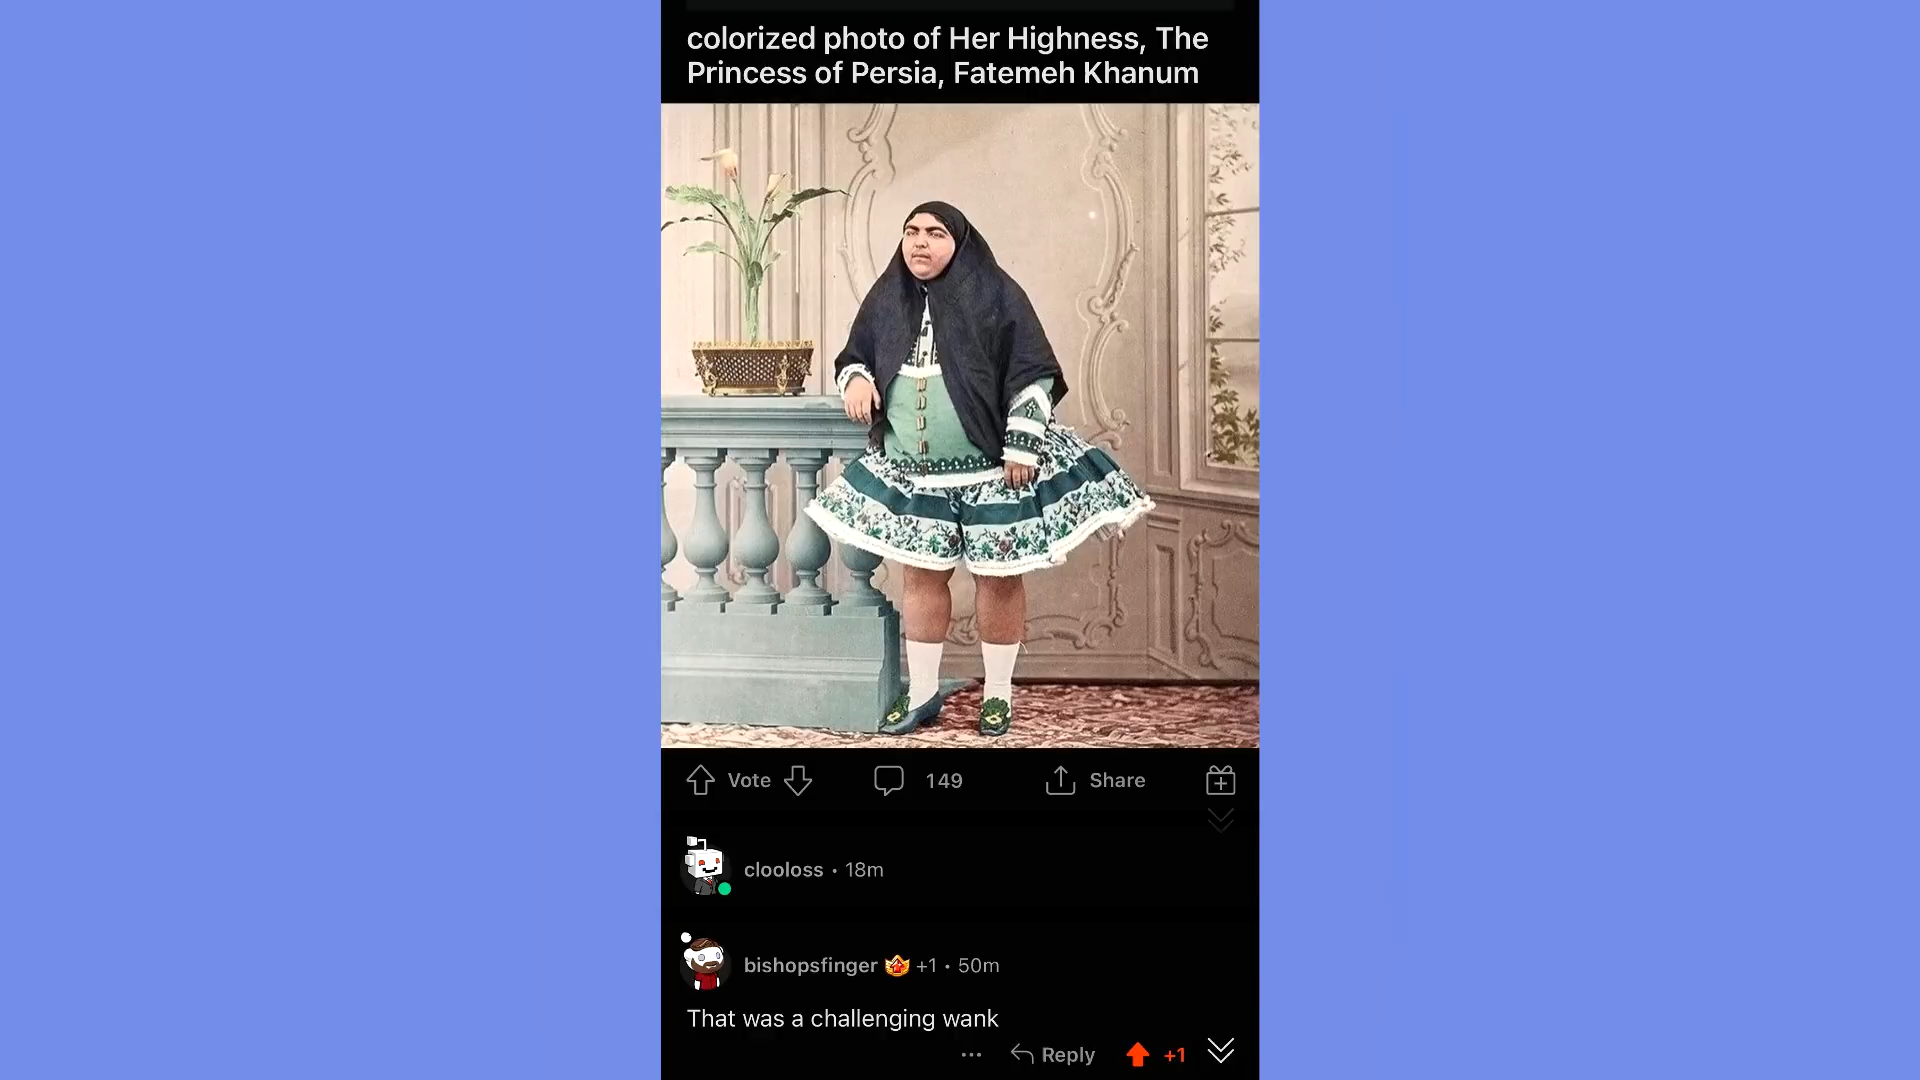 colorized photo of Her Highness, The
Princess of Persia, Fatemeh Khanum
Vote
149
Share
clooloss • 18m
bishopsfinger +1 • 50m
That was a challenging wank
Reply
+1